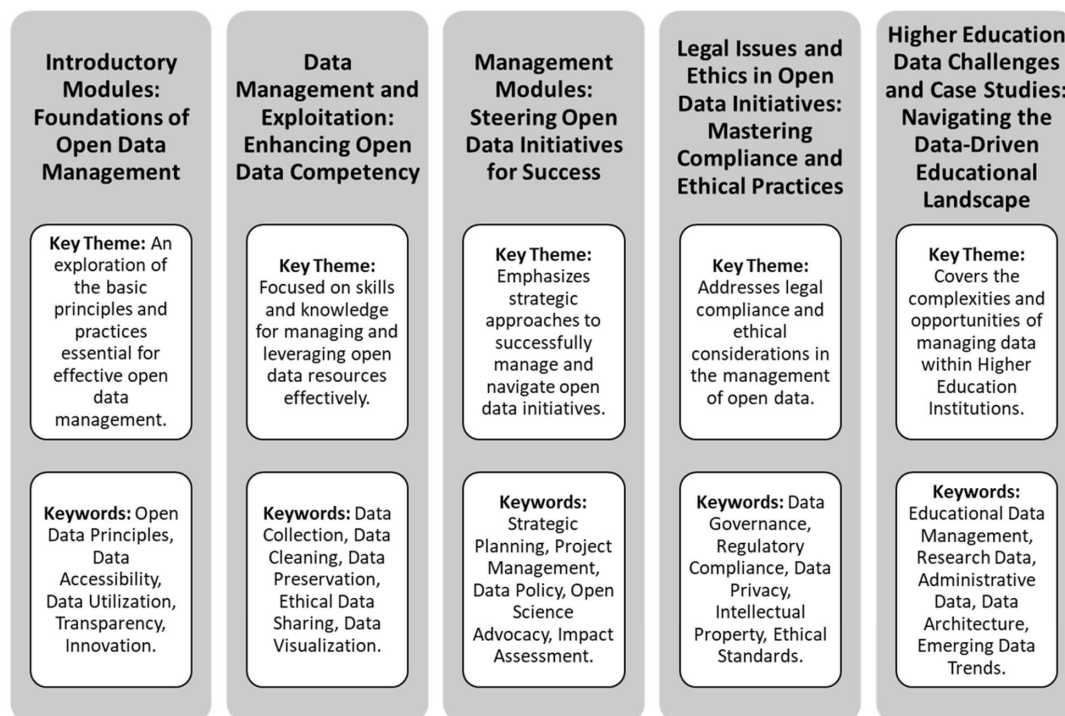 Introductory
Modules:
Foundations of
Open Data
Management
Key Theme: An
exploration of
the basic
principles and
practices
essential for
effective open
data
management.
Keywords: Open
Data Principles,
Data
Accessibility,
Data Utilization,
Transparency,
Innovation.
Data
Management and
Exploitation:
Enhancing Open
Data Competency
Key Theme:
Focused on skills
and knowledge
for managing and
leveraging open
data resources
effectively.
Keywords: Data
Collection, Data
Cleaning, Data
Preservation,
Ethical Data
Sharing, Data
Visualization.
Management
Modules:
Steering Open
Data Initiatives
for Success
Key Theme:
Emphasizes
strategic
approaches to
successfully
manage and
navigate open
data initiatives.
Keywords:
Strategic
Planning, Project
Management,
Data Policy, Open
Science
Advocacy, Impact
Assessment.
Legal Issues and
Ethics in Open
Data Initiatives:
Mastering
Compliance and
Ethical Practices
Key Theme:
Addresses legal
compliance and
ethical
considerations in
the management
of open data.
Keywords: Data
Governance,
Regulatory
Compliance, Data
Privacy,
Intellectual
Property, Ethical
Standards.
Higher Education
Data Challenges
and Case Studies:
Navigating the
Data-Driven
Educational
Landscape
Key Theme:
Covers the
complexities and
opportunities of
managing data
within Higher
Education
Institutions.
Keywords:
Educational Data
Management,
Research Data,
Administrative
Data, Data
Architecture,
Emerging Data
Trends.